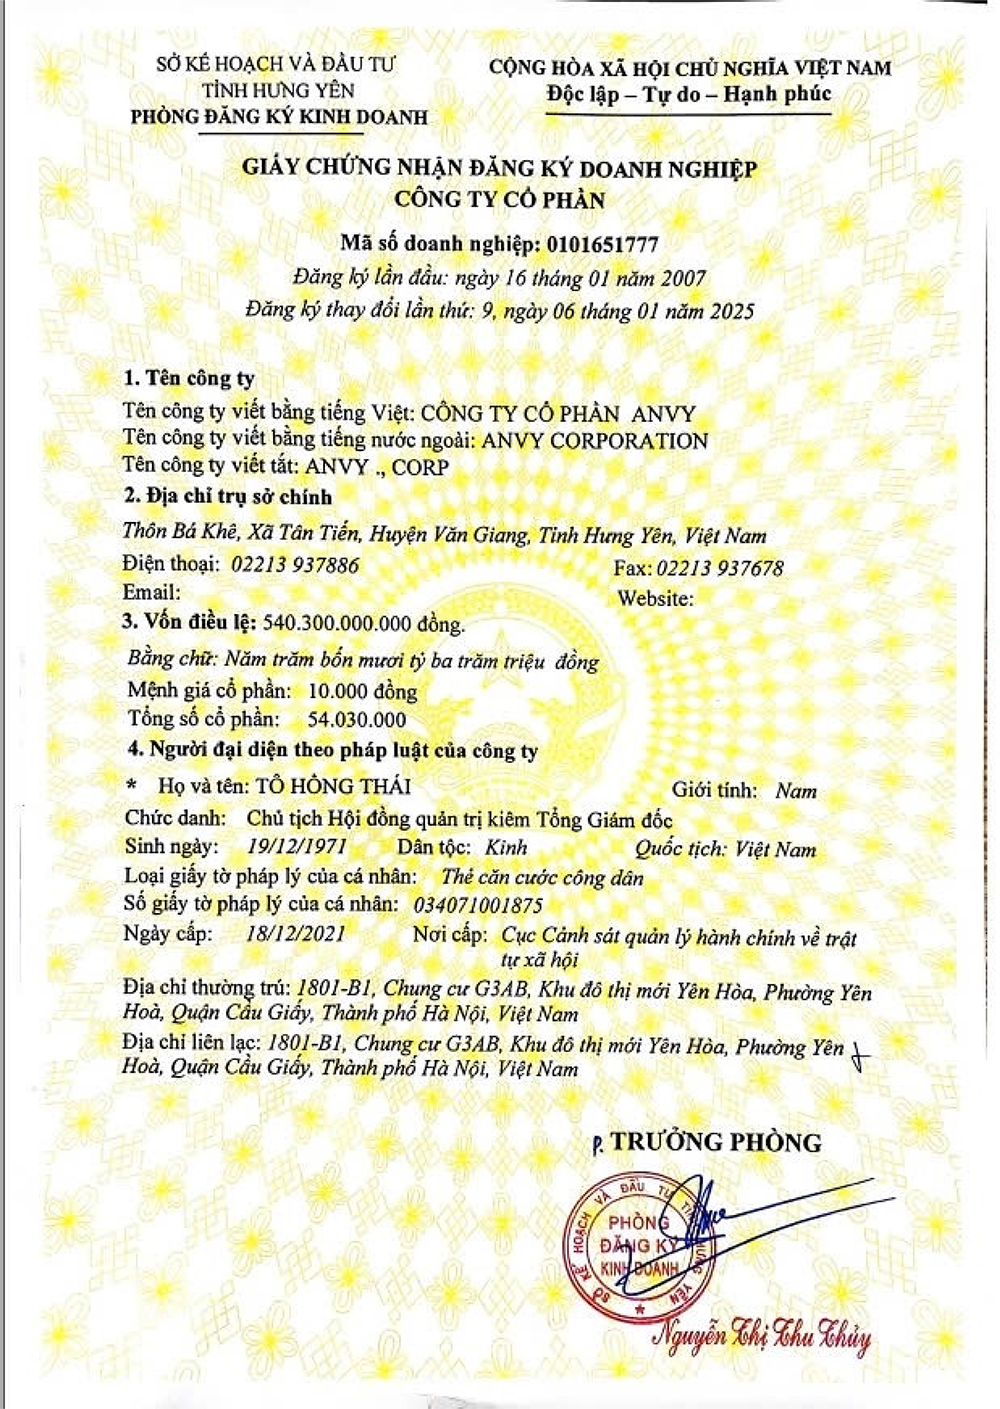 SỞ KẾ HOẠCH VÀ ĐẦU TƯ
TỈNH HƯNG YÊN
PHÒNG ĐĂNG KÝ KINH DOANH
CỘNG HÒA XÃ HỘI CHỦ NGHĨA VIỆT NAM
Độc lập – Tự do – Hạnh phúc
GIẤY CHỨNG NHẬN ĐĂNG KÝ DOANH NGHIỆP
CÔNG TY CỔ PHẦN
Mã số doanh nghiệp: 0101651777
Đăng ký lần đầu: ngày 16 tháng 01 năm 2007
Đăng ký thay đổi lần thứ: 9, ngày 06 tháng 01 năm 2025
1. Tên công ty
Tên công ty viết bằng tiếng Việt: CÔNG TY CỔ PHẦN ANVY
Tên công ty viết bằng tiếng nước ngoài: ANVY CORPORATION
Tên công ty viết tắt: ANVY ., CORP
2. Địa chỉ trụ sở chính
Thôn Bá Khê, Xã Tân Tiến, Huyện Văn Giang, Tỉnh Hưng Yên, Việt Nam
Điện thoại: 02213 937886 Fax: 02213 937678
Email: Website:
3. Vốn điều lệ: 540.300.000.000 đồng.
Bằng chữ: Năm trăm bốn mươi tỷ ba trăm triệu đồng
Mệnh giá cổ phần: 10.000 đồng
Tổng số cổ phần: 54.030.000
4. Người đại diện theo pháp luật của công ty
* Họ và tên: TÔ HỒNG THÁI Giới tính: Nam
Chức danh: Chủ tịch Hội đồng quản trị kiêm Tổng Giám đốc
Sinh ngày: 19/12/1971 Dân tộc: Kinh Quốc tịch: Việt Nam
Loại giấy tờ pháp lý của cá nhân: Thẻ căn cước công dân
Số giấy tờ pháp lý của cá nhân: 034071001875
Ngày cấp: 18/12/2021 Nơi cấp: Cục Cảnh sát quản lý hành chính về trật
tự xã hội
Địa chỉ thường trú: 1801-B1, Chung cư G3AB, Khu đô thị mới Yên Hòa, Phường Yên
Hoà, Quận Cầu Giấy, Thành phố Hà Nội, Việt Nam
Địa chỉ liên lạc: 1801-B1, Chung cư G3AB, Khu đô thị mới Yên Hòa, Phường Yên
Hoà, Quận Cầu Giấy, Thành phố Hà Nội, Việt Nam
P. TRƯỞNG PHÒNG
SỞ KẾ HOẠCH VÀ ĐẦU TƯ TỈNH HƯNG YÊN
PHÒNG
ĐĂNG KÝ
KINH DOANH
Nguyễn Thị Thu Thủy